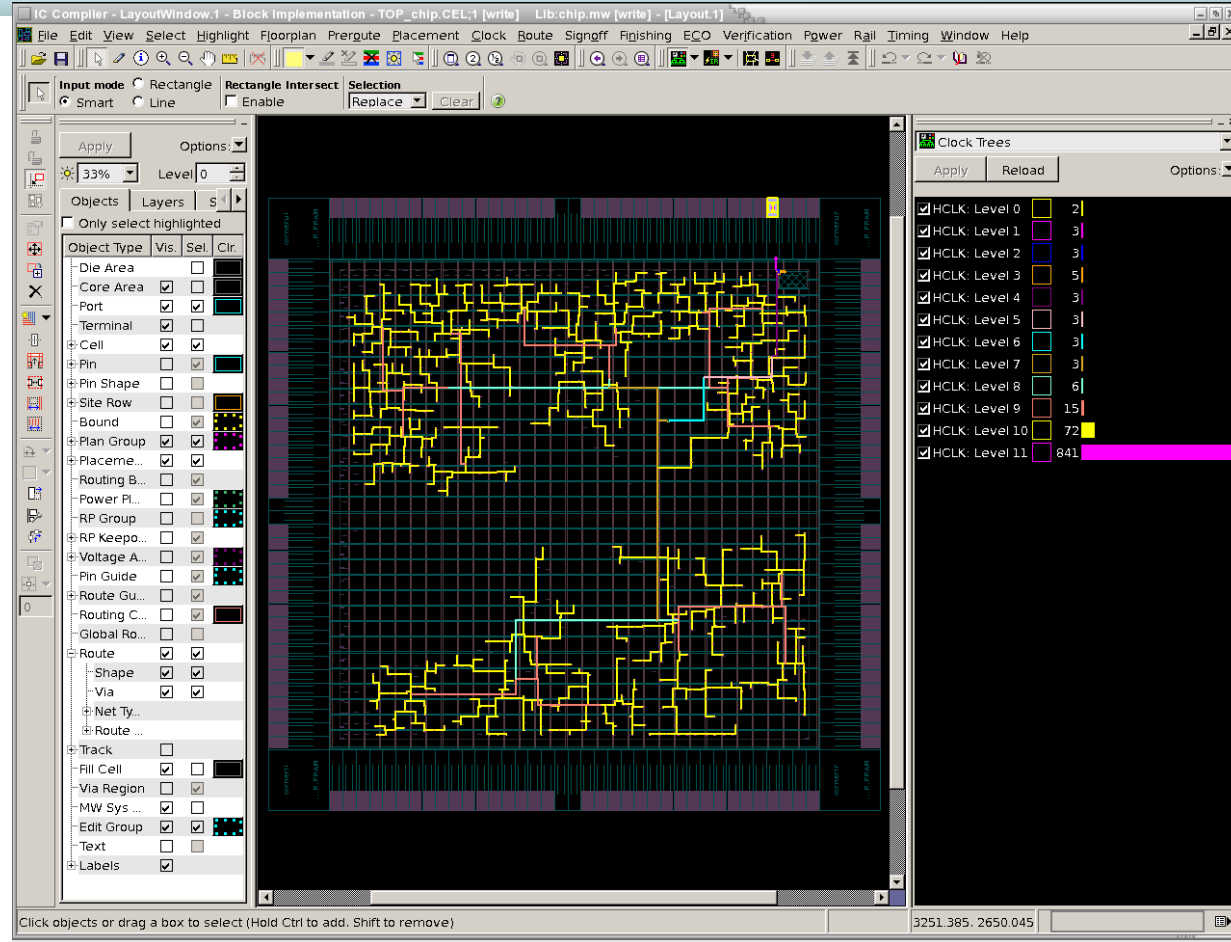 IC Compiler - LayoutWindow.1 - Block Implementation - TOP_chip.CEL;1 [write]   Lib:chip.mw [write] - [Layout.1]
File Edit View Select Highlight Floorplan Preroute Placement Clock Route Signoff Finishing ECO Verification Power Rail Timing Window Help
Input mode Rectangle Rectangle Intersect Selection
Smart Line Enable Replace Clear
Apply Options:
33% Level 0
Objects Layers S
Only select highlighted
Object Type Vis. Sel. Clr.
Die Area
Core Area
Port
Terminal
Cell
Pin
Pin Shape
Site Row
Bound
Plan Group
Placeme...
Routing B...
Power Pl...
RP Group
RP Keepo...
Voltage A...
Pin Guide
Route Gu...
Routing C...
Global Ro...
Route
Shape
Via
Net Ty...
Route ...
Track
Fill Cell
Via Region
MW Sys ...
Edit Group
Text
Labels
0
cornerul
cornerur
cornerll
cornerlr
Clock Trees
Apply Reload Options:
HCLK: Level 0 2
HCLK: Level 1 3
HCLK: Level 2 3
HCLK: Level 3 5
HCLK: Level 4 3
HCLK: Level 5 3
HCLK: Level 6 3
HCLK: Level 7 3
HCLK: Level 8 6
HCLK: Level 9 15
HCLK: Level 10 72
HCLK: Level 11 841
Click objects or drag a box to select (Hold Ctrl to add. Shift to remove)
3251.385. 2650.045